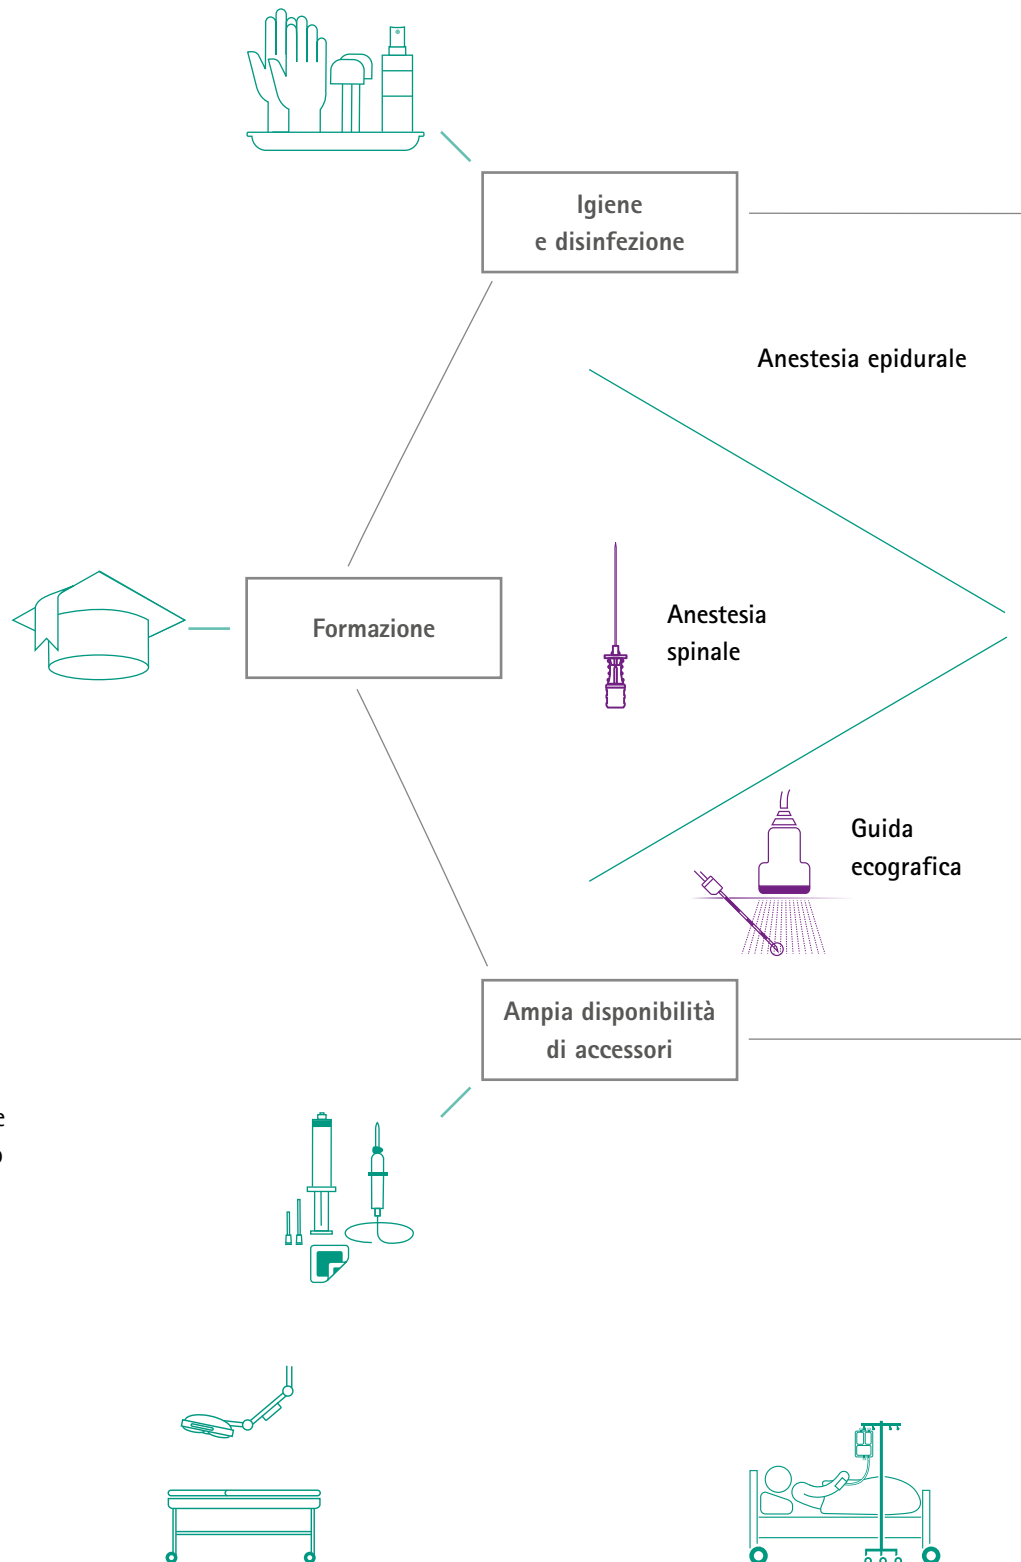 Igiene
e disinfezione
Anestesia epidurale
Formazione
Anestesia
spinale
Guida
ecografica
Ampia disponibilità
di accessori
e